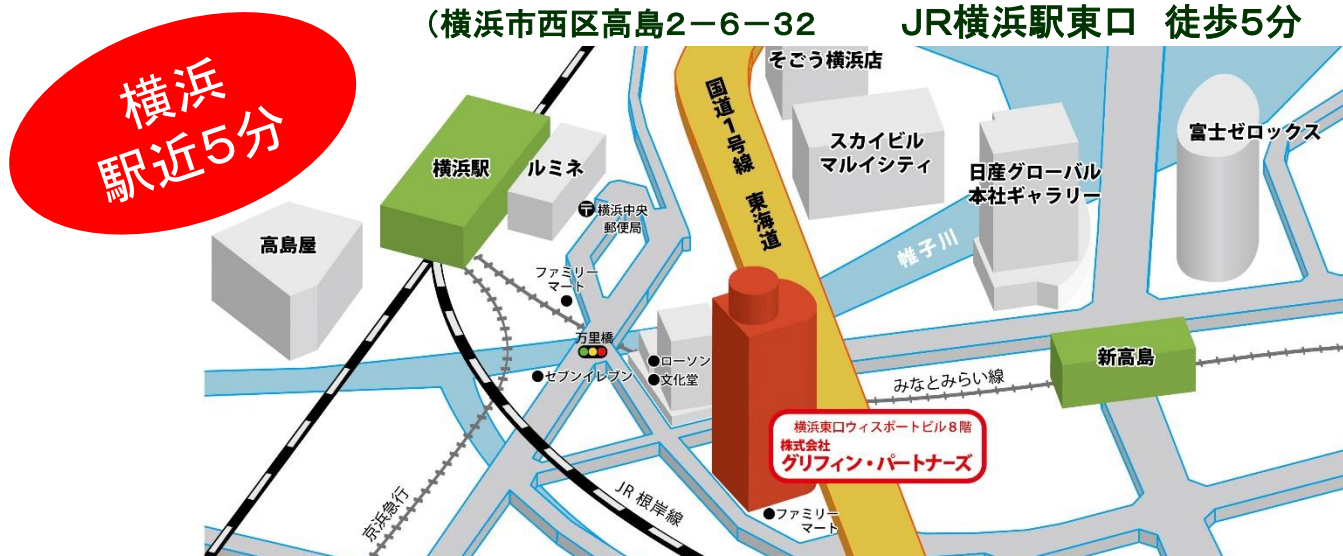 (横浜市西区高島2－6－32 JR横浜駅東口 徒歩5分
横浜
駅近5分
そごう横浜店
国道1号線 東海道
スカイビル
マルイシティ
富士ゼロックス
日産グローバル
本社ギャラリー
横浜駅
ルミネ
〒横浜中央
郵便局
高島屋
帷子川
ファミリー
マート
万里橋
ローソン
セブンイレブン
文化堂
新高島
みなとみらい線
横浜東口ウィスポートビル8階
株式会社
グリフィン・パートナーズ
京浜急行
JR 根岸線
ファミリー
マート